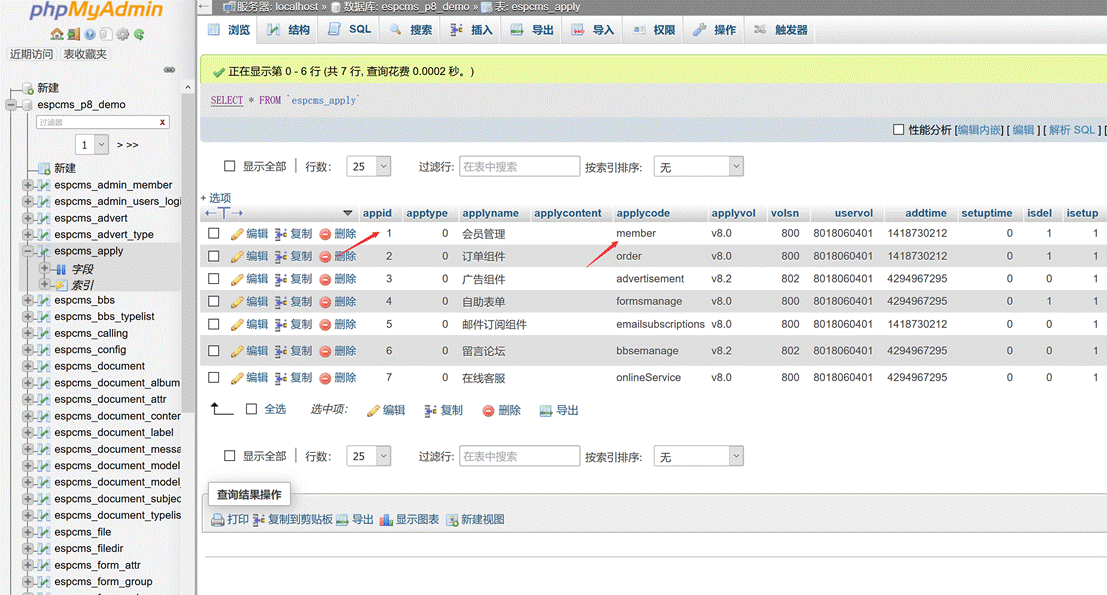 phpMyAdmin
近期访问 表收藏夹
新建
espcms_p8_demo
过滤器 x
1 > >>
新建
espcms_admin_member
espcms_admin_users_logi
espcms_advert
espcms_advert_type
espcms_apply
字段
索引
espcms_bbs
espcms_bbs_typelist
espcms_calling
espcms_config
espcms_document
espcms_document_album
espcms_document_attr
espcms_document_conter
espcms_document_label
espcms_document_messa
espcms_document_model
espcms_document_model
espcms_document_subjec
espcms_document_typelis
espcms_file
espcms_filedir
espcms_form_attr
espcms_form_group
服务器: localhost » 数据库: espcms_p8_demo » 表: espcms_apply
浏览 结构 SQL 搜索 插入 导出 导入 权限 操作 触发器
正在显示第 0 - 6 行 (共 7 行, 查询花费 0.0002 秒。)
SELECT * FROM `espcms_apply`
性能分析 [编辑内嵌] [ 编辑 ] [ 解析 SQL ] [
显示全部 | 行数: 25 过滤行: 在表中搜索 按索引排序: 无
+ 选项
←T→ appid apptype applyname applycontent applycode applyvol volsn uservol addtime setuptime isdel isetup
编辑 复制 删除 1 0 会员管理 member v8.0 800 8018060401 1418730212 0 1 1
编辑 复制 删除 2 0 订单组件 order v8.0 800 8018060401 1418730212 0 1 1
编辑 复制 删除 3 0 广告组件 advertisement v8.2 802 8018060401 4294967295 0 0 1
编辑 复制 删除 4 0 自助表单 formsmanage v8.0 800 8018060401 4294967295 0 1 1
编辑 复制 删除 5 0 邮件订阅组件 emailsubscriptions v8.0 800 8018060401 1418730212 0 0 1
编辑 复制 删除 6 0 留言论坛 bbsemanage v8.2 802 8018060401 4294967295 0 0 1
编辑 复制 删除 7 0 在线客服 onlineService v8.0 800 8018060401 4294967295 0 0 1
全选 选中项: 编辑 复制 删除 导出
显示全部 | 行数: 25 过滤行: 在表中搜索 按索引排序: 无
查询结果操作
打印 复制到剪贴板 导出 显示图表 新建视图